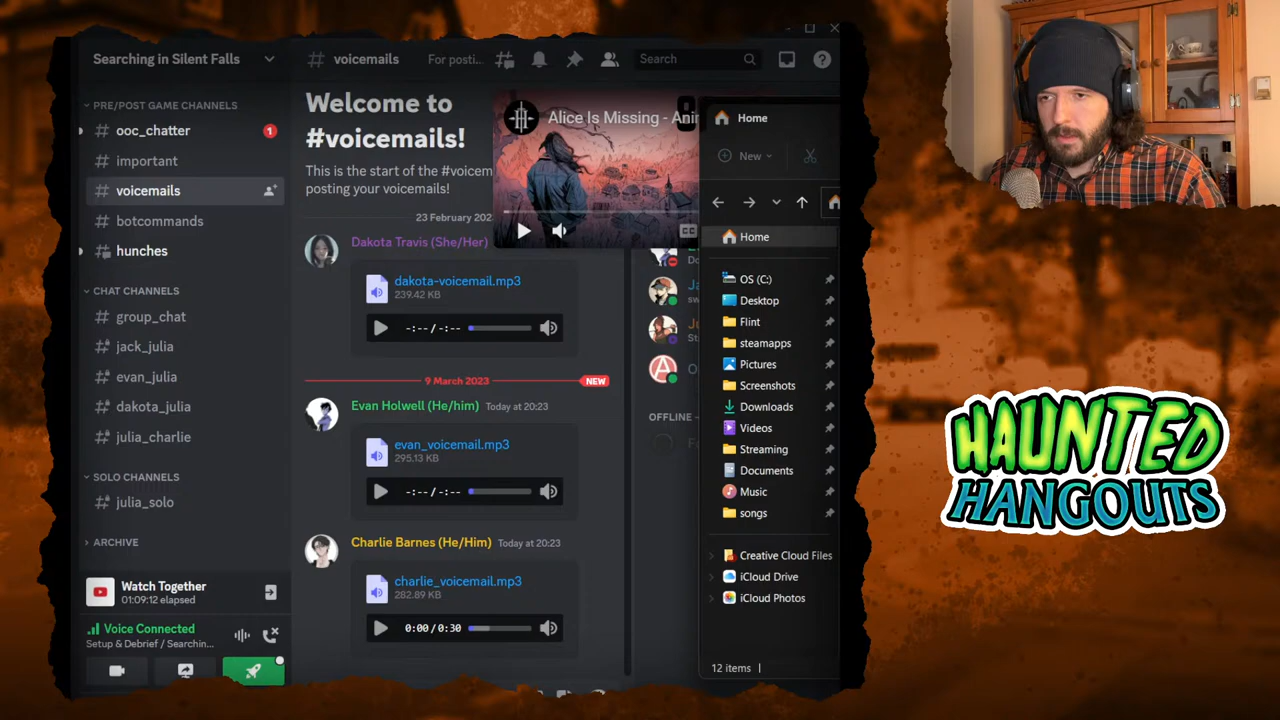 Searching in Silent Falls
PRE/POST GAME CHANNELS
# ooc_chatter 1
# important
# voicemails
# botcommands
hunches
CHAT CHANNELS
group_chat
jack_julia
evan_julia
dakota_julia
julia_charlie
SOLO CHANNELS
julia_solo
ARCHIVE
Watch Together
01:09:12 elapsed
Voice Connected
Setup & Debrief / Searchin...
# voicemails For posti... Search
Welcome to
#voicemails!
This is the start of the #voicem
posting your voicemails!
23 February 202
Dakota Travis (She/Her)
dakota-voicemail.mp3
239.42 KB
-:-- / -:--
9 March 2023 NEW
Evan Holwell (He/him) Today at 20:23
evan_voicemail.mp3
295.13 KB
-:-- / -:--
Charlie Barnes (He/Him) Today at 20:23
charlie_voicemail.mp3
282.89 KB
0:00 / 0:30
Alice Is Missing - Anir
CC
OFFLINE –
Home
New
Home
OS (C:)
Desktop
Flint
steamapps
Pictures
Screenshots
Downloads
Videos
Streaming
Documents
Music
songs
Creative Cloud Files
iCloud Drive
iCloud Photos
12 items
HAUNTED
HANGOUTS